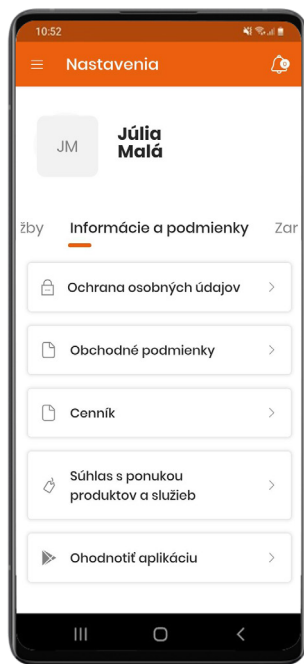 10:52
Nastavenia
0
JM
Júlia
Malá
žby Informácie a podmienky Zar
Ochrana osobných údajov
Obchodné podmienky
Cenník
Súhlas s ponukou
produktov a služieb
Ohodnotiť aplikáciu